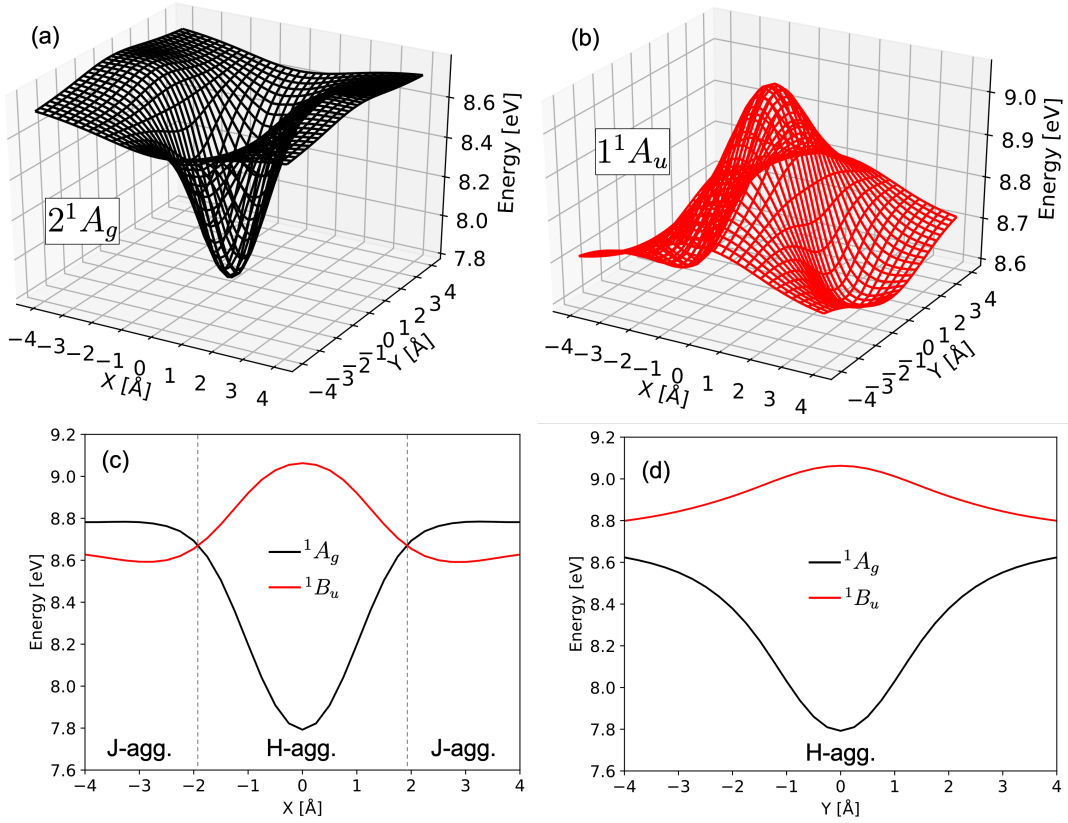 (a)
2¹A_g
Energy [eV]
8.6
8.4
8.2
8.0
7.8
−4 −3 −2 −1 0 1 2 3 4
X [Å]
−4 −3 −2 −1 0 1 2 3 4
Y [Å]
(b)
1¹A_u
Energy [eV]
9.0
8.9
8.8
8.7
8.6
−4 −3 −2 −1 0 1 2 3 4
X [Å]
−4 −3 −2 −1 0 1 2 3 4
Y [Å]
(c)
Energy [eV]
9.2
9.0
8.8
8.6
8.4
8.2
8.0
7.8
7.6
¹A_g
¹B_u
J-agg. H-agg. J-agg.
−4 −3 −2 −1 0 1 2 3 4
X [Å]
(d)
Energy [eV]
9.2
9.0
8.8
8.6
8.4
8.2
8.0
7.8
7.6
¹A_g
¹B_u
H-agg.
−4 −3 −2 −1 0 1 2 3 4
Y [Å]